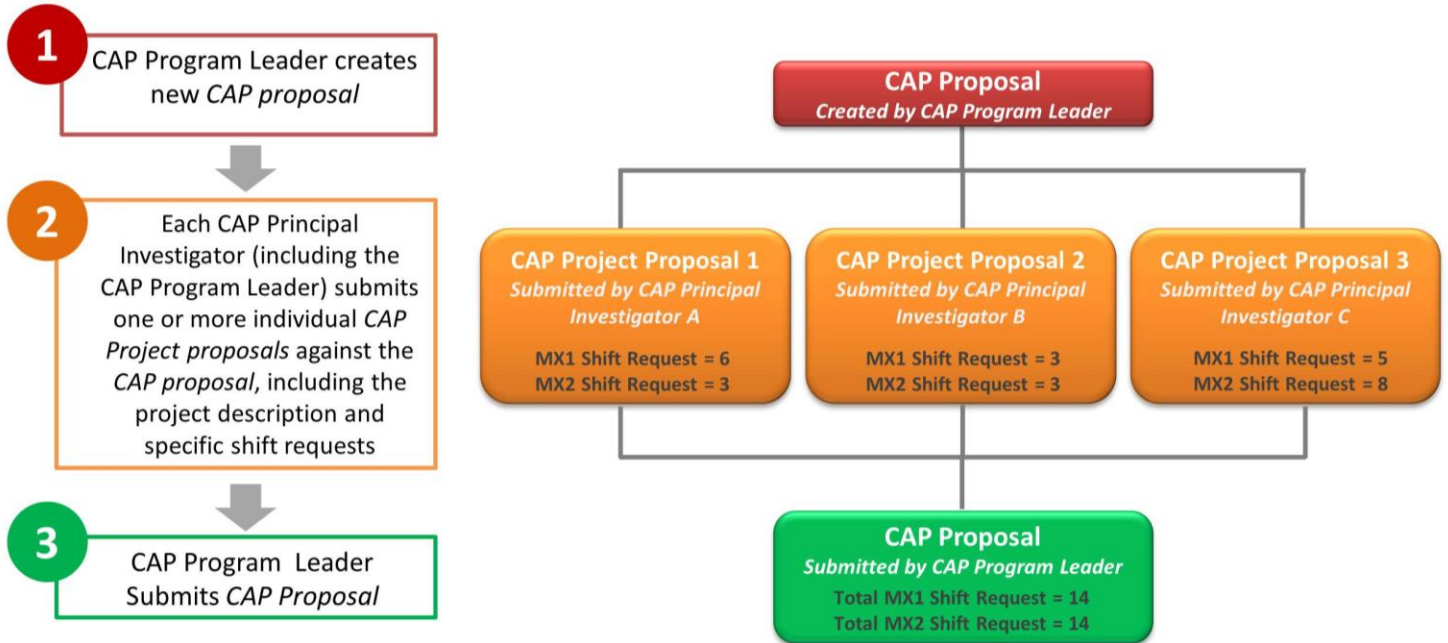 1
CAP Program Leader creates
new CAP proposal
2
Each CAP Principal
Investigator (including the
CAP Program Leader) submits
one or more individual CAP
Project proposals against the
CAP proposal, including the
project description and
specific shift requests
3
CAP Program Leader
Submits CAP Proposal
CAP Proposal
Created by CAP Program Leader
CAP Project Proposal 1
Submitted by CAP Principal
Investigator A
MX1 Shift Request = 6
MX2 Shift Request = 3
CAP Project Proposal 2
Submitted by CAP Principal
Investigator B
MX1 Shift Request = 3
MX2 Shift Request = 3
CAP Project Proposal 3
Submitted by CAP Principal
Investigator C
MX1 Shift Request = 5
MX2 Shift Request = 8
CAP Proposal
Submitted by CAP Program Leader
Total MX1 Shift Request = 14
Total MX2 Shift Request = 14